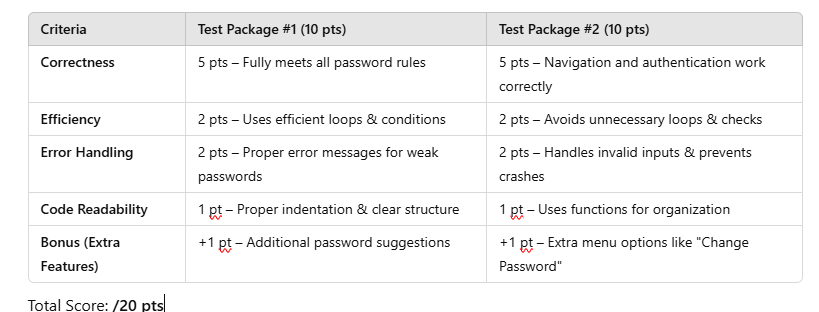 Criteria Test Package #1 (10 pts) Test Package #2 (10 pts)
Correctness 5 pts – Fully meets all password rules 5 pts – Navigation and authentication work
correctly
Efficiency 2 pts – Uses efficient loops & conditions 2 pts – Avoids unnecessary loops & checks
Error Handling 2 pts – Proper error messages for weak 2 pts – Handles invalid inputs & prevents
passwords crashes
Code Readability 1 pt – Proper indentation & clear structure 1 pt – Uses functions for organization
Bonus (Extra +1 pt – Additional password suggestions +1 pt – Extra menu options like "Change
Features) Password"
Total Score: /20 pts